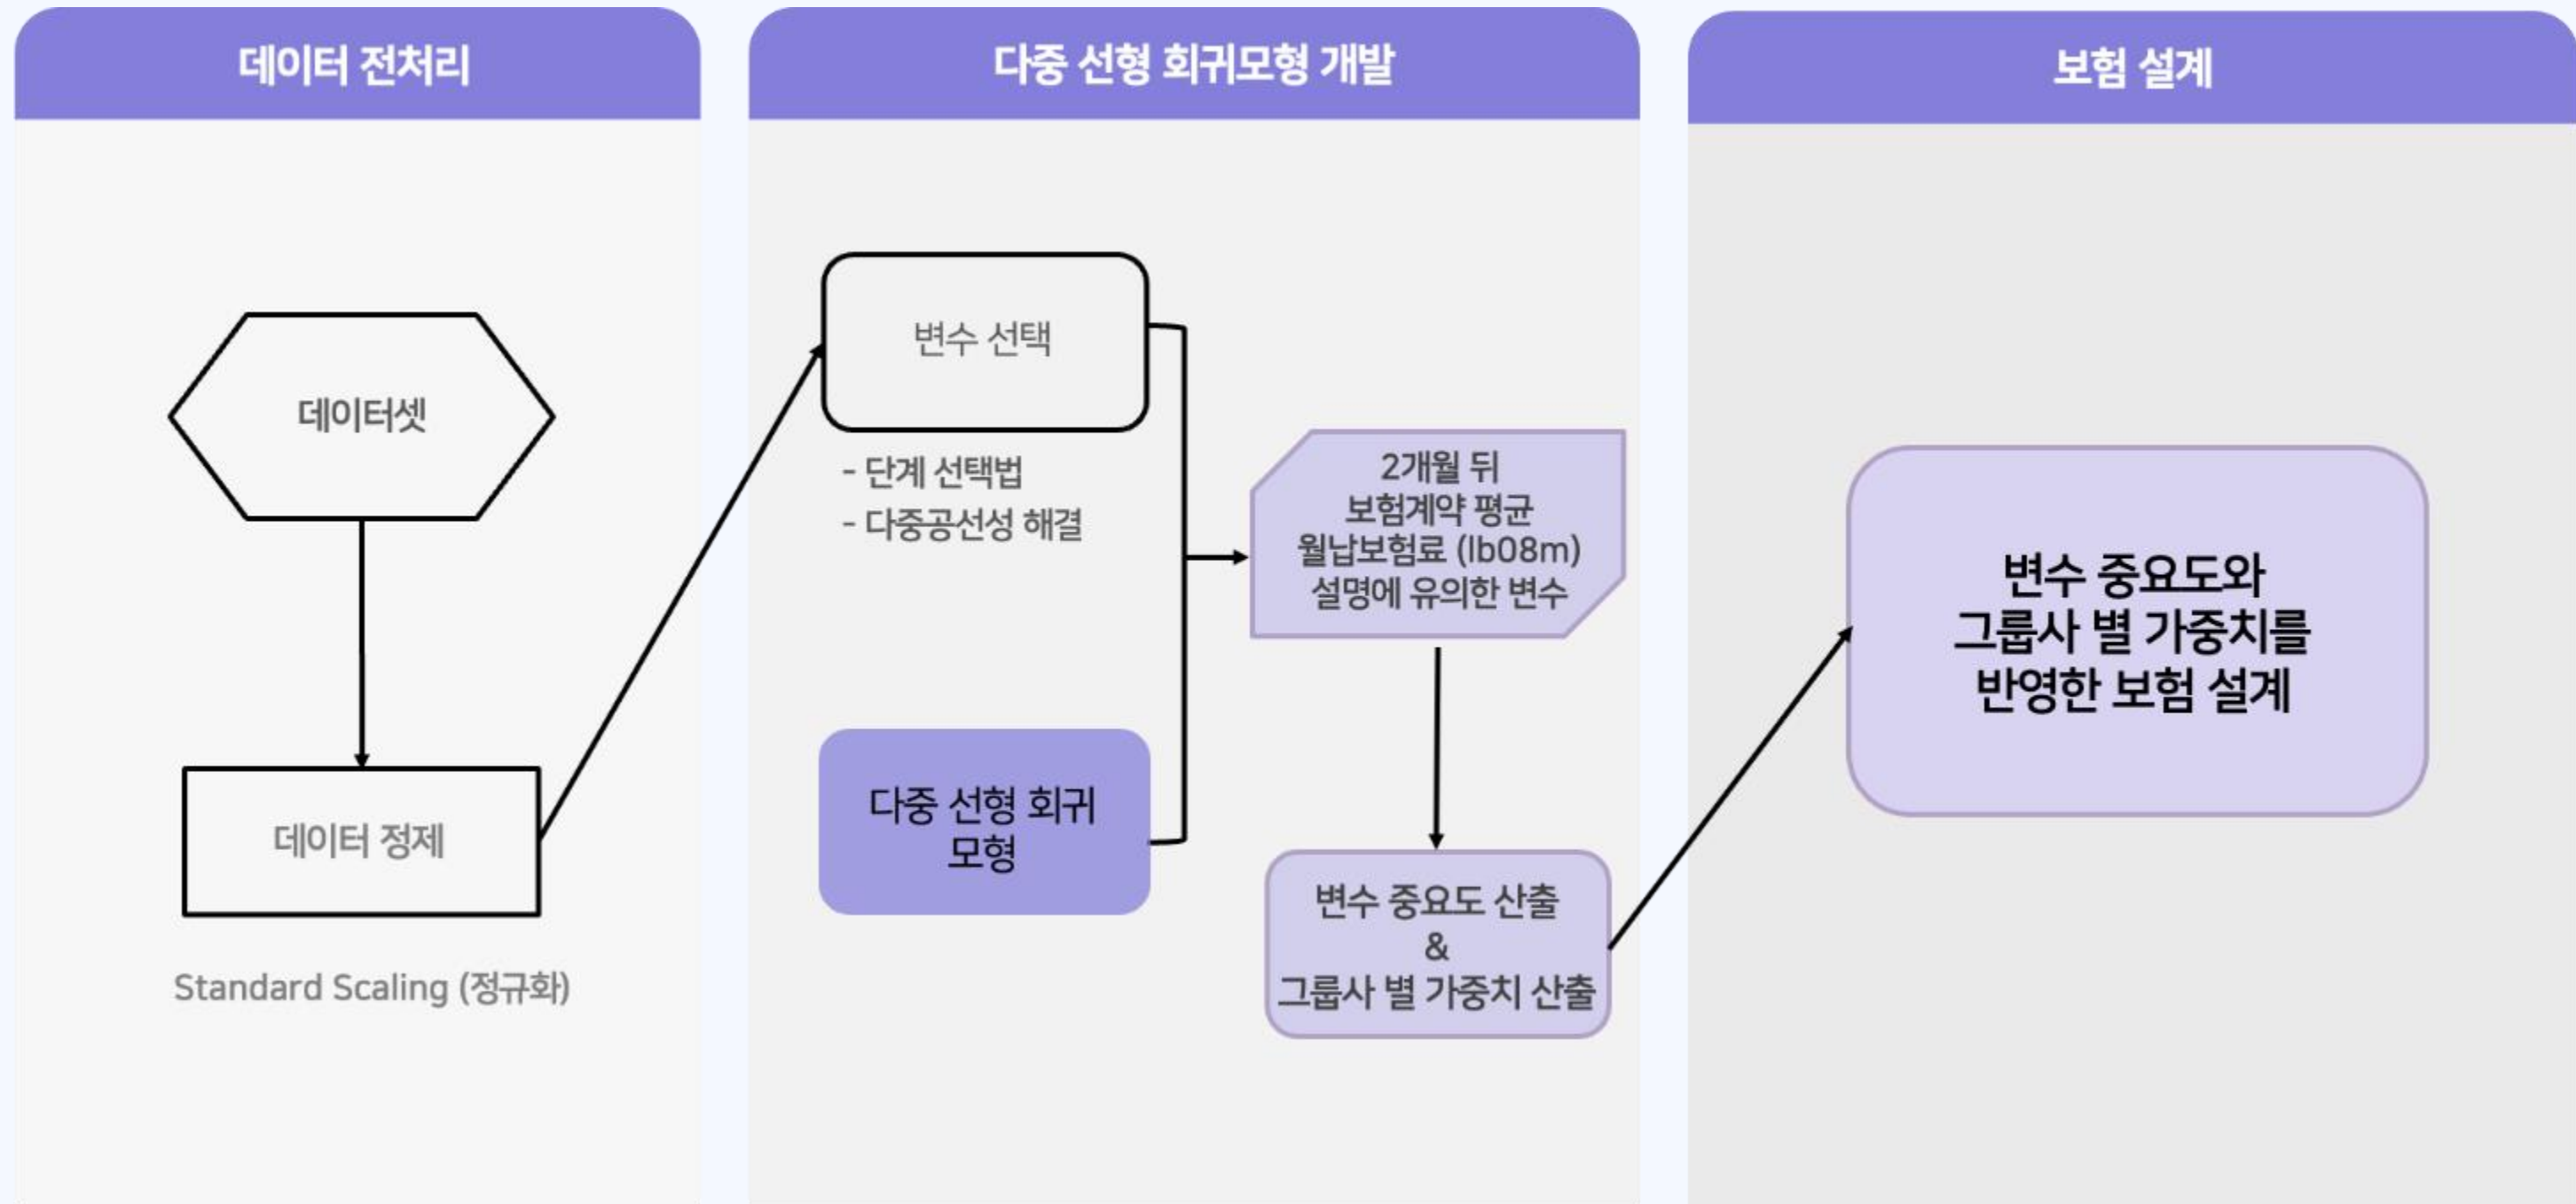 데이터 전처리
데이터셋
데이터 정제
Standard Scaling (정규화)
다중 선형 회귀모형 개발
변수 선택
- 단계 선택법
- 다중공선성 해결
다중 선형 회귀
모형
2개월 뒤
보험계약 평균
월납보험료 (lb08m)
설명에 유의한 변수
변수 중요도 산출
&
그룹사 별 가중치 산출
보험 설계
변수 중요도와
그룹사 별 가중치를
반영한 보험 설계